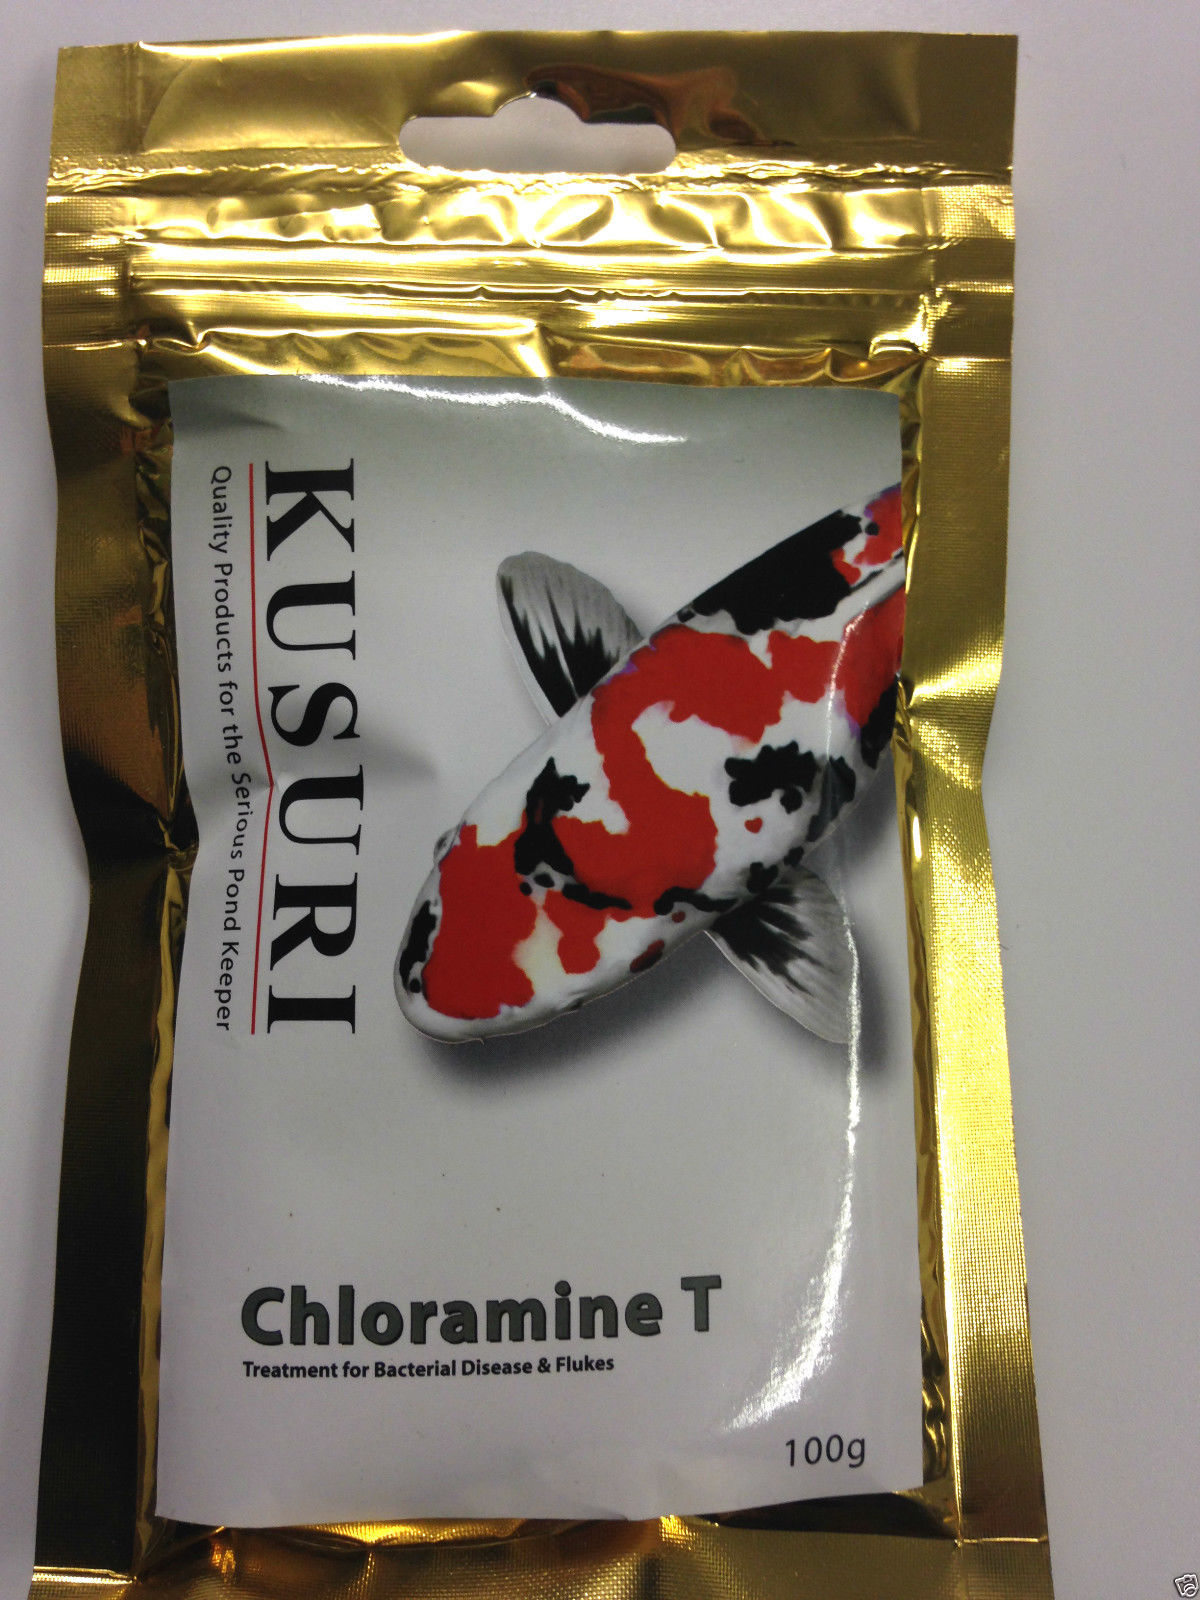 KUSURI
Quality Products for the Serious Pond Keeper
Chloramine T
Treatment for Bacterial Disease & Flukes
100g